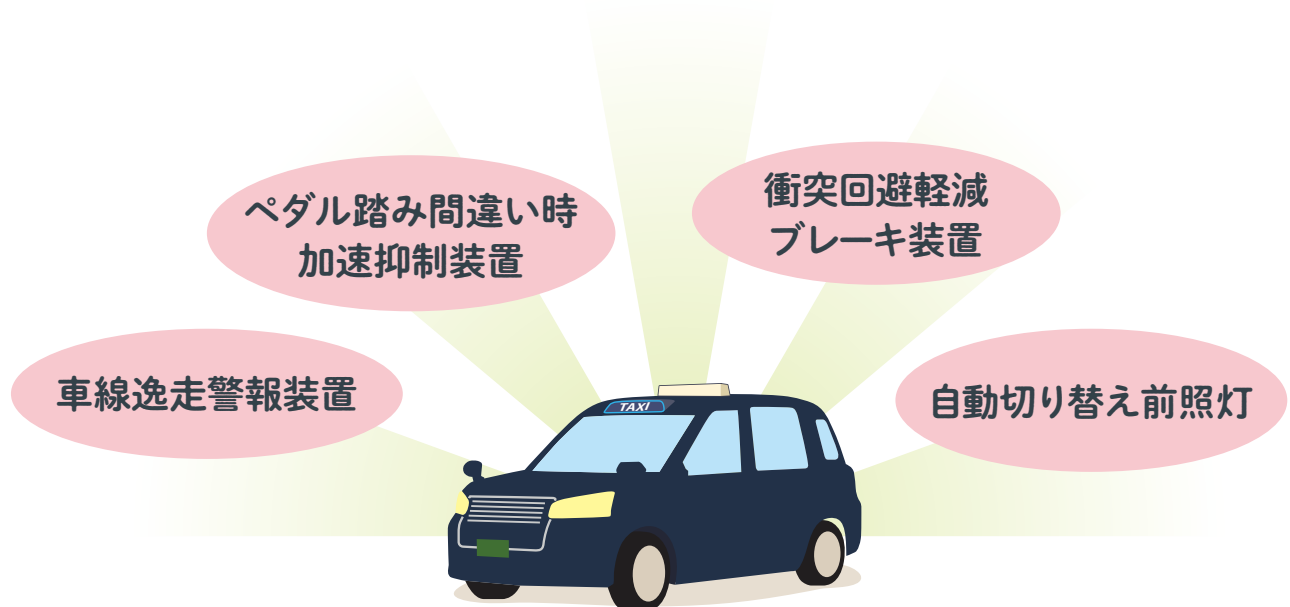 ペダル踏み間違い時
加速抑制装置
衝突回避軽減
ブレーキ装置
車線逸走警報装置
自動切り替え前照灯
TAXI